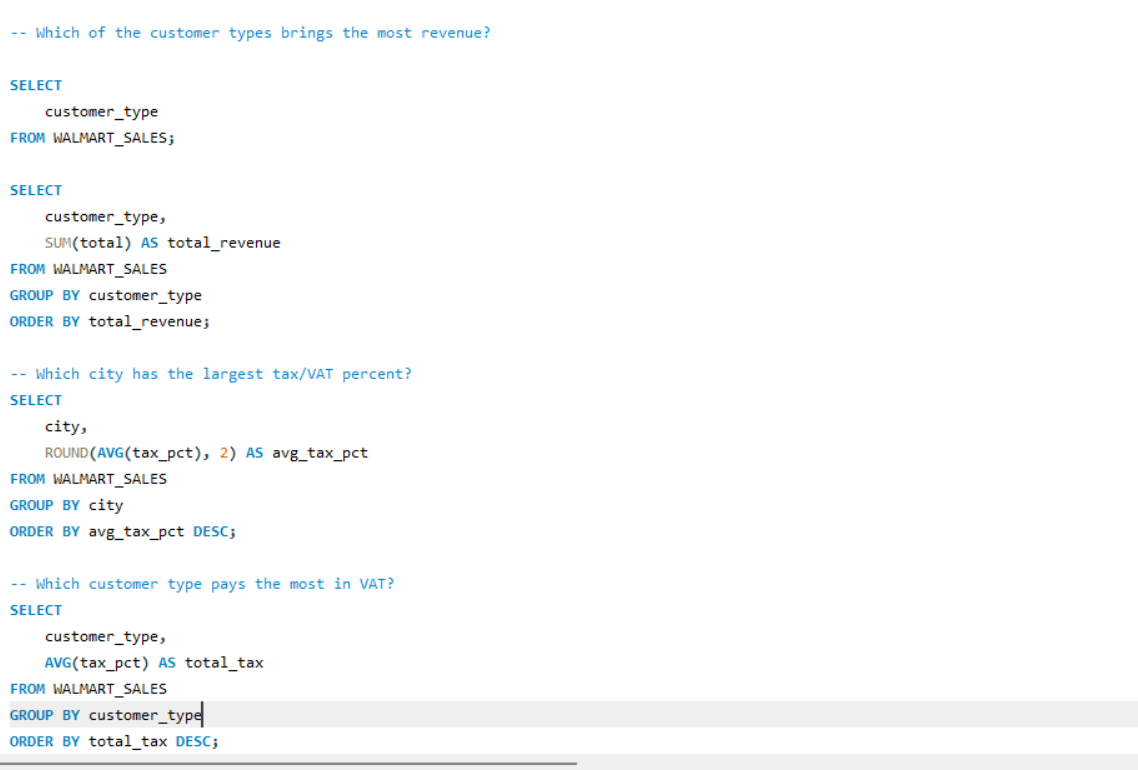 -- Which of the customer types brings the most revenue?
SELECT
    customer_type
FROM WALMART_SALES;
SELECT
    customer_type,
    SUM(total) AS total_revenue
FROM WALMART_SALES
GROUP BY customer_type
ORDER BY total_revenue;
-- Which city has the largest tax/VAT percent?
SELECT
    city,
    ROUND(AVG(tax_pct), 2) AS avg_tax_pct
FROM WALMART_SALES
GROUP BY city
ORDER BY avg_tax_pct DESC;
-- Which customer type pays the most in VAT?
SELECT
    customer_type,
    AVG(tax_pct) AS total_tax
FROM WALMART_SALES
GROUP BY customer_type
ORDER BY total_tax DESC;